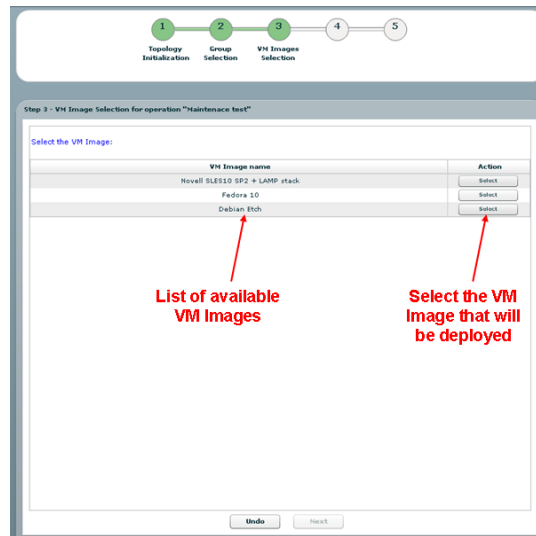 1 2 3 4 5
Topology Initialization
Group Selection
VM Images Selection
Step 3 - VM Image Selection for operation "Maintenace test"
Select the VM Image:
VM Image name Action
Novell SLES10 SP2 + LAMP stack Select
Fedora 10 Select
Debian Etch Select
List of available
VM Images
Select the VM
Image that will
be deployed
Undo Next